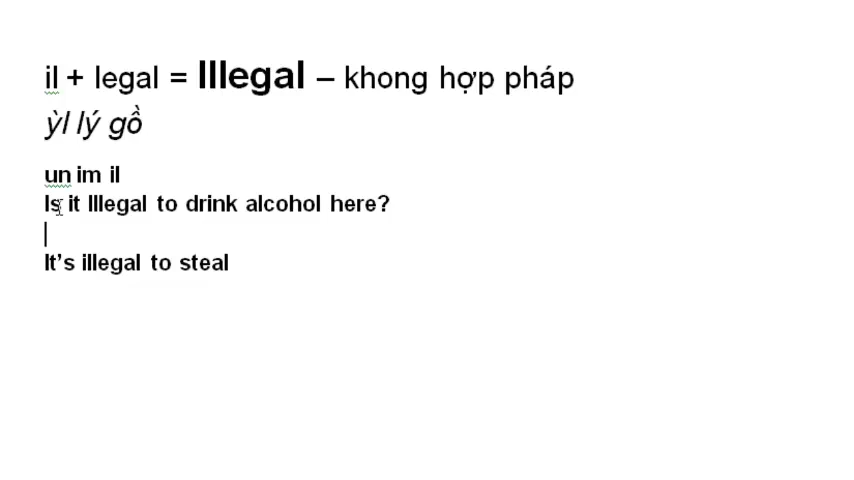 il + legal = Illegal – khong hợp pháp
ỳl lý gồ
un im il
Is it Illegal to drink alcohol here?
It’s illegal to steal